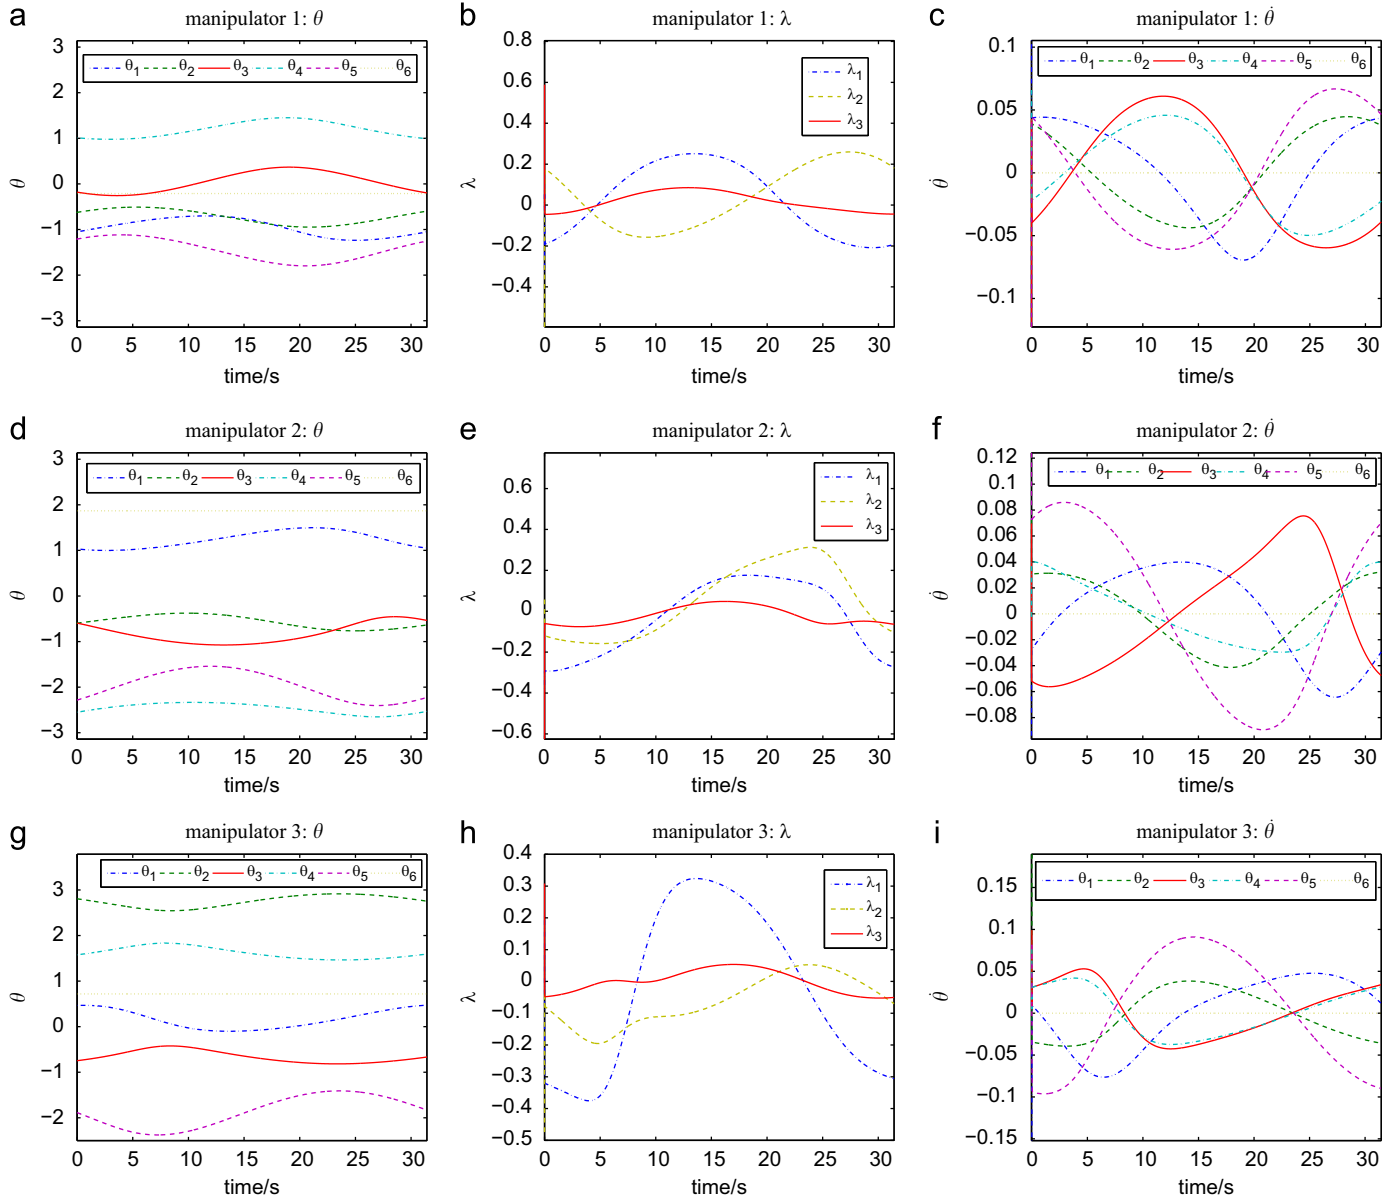 a manipulator 1: θ
3
2
1
0
−1
−2
−3
θ
θ1 θ2 θ3 θ4 θ5 θ6
0 5 10 15 20 25 30
time/s
b manipulator 1: λ
0.8
0.6
0.4
0.2
0
−0.2
−0.4
λ
λ1
λ2
λ3
0 5 10 15 20 25 30
time/s
c manipulator 1: θ̇
0.1
0.05
0
−0.05
−0.1
θ̇
θ1 θ2 θ3 θ4 θ5 θ6
0 5 10 15 20 25 30
time/s
d manipulator 2: θ
3
2
1
0
−1
−2
−3
θ
θ1 θ2 θ3 θ4 θ5 θ6
0 5 10 15 20 25 30
time/s
e manipulator 2: λ
0.6
0.4
0.2
0
−0.2
−0.4
−0.6
λ
λ1
λ2
λ3
0 5 10 15 20 25 30
time/s
f manipulator 2: θ̇
0.12
0.1
0.08
0.06
0.04
0.02
0
−0.02
−0.04
−0.06
−0.08
θ̇
θ1 θ2 θ3 θ4 θ5 θ6
0 5 10 15 20 25 30
time/s
g manipulator 3: θ
3
2
1
0
−1
−2
θ
θ1 θ2 θ3 θ4 θ5 θ6
0 5 10 15 20 25 30
time/s
h manipulator 3: λ
0.4
0.3
0.2
0.1
0
−0.1
−0.2
−0.3
−0.4
−0.5
λ
λ1
λ2
λ3
0 5 10 15 20 25 30
time/s
i manipulator 3: θ̇
0.15
0.1
0.05
0
−0.05
−0.1
−0.15
θ̇
θ1 θ2 θ3 θ4 θ5 θ6
0 5 10 15 20 25 30
time/s